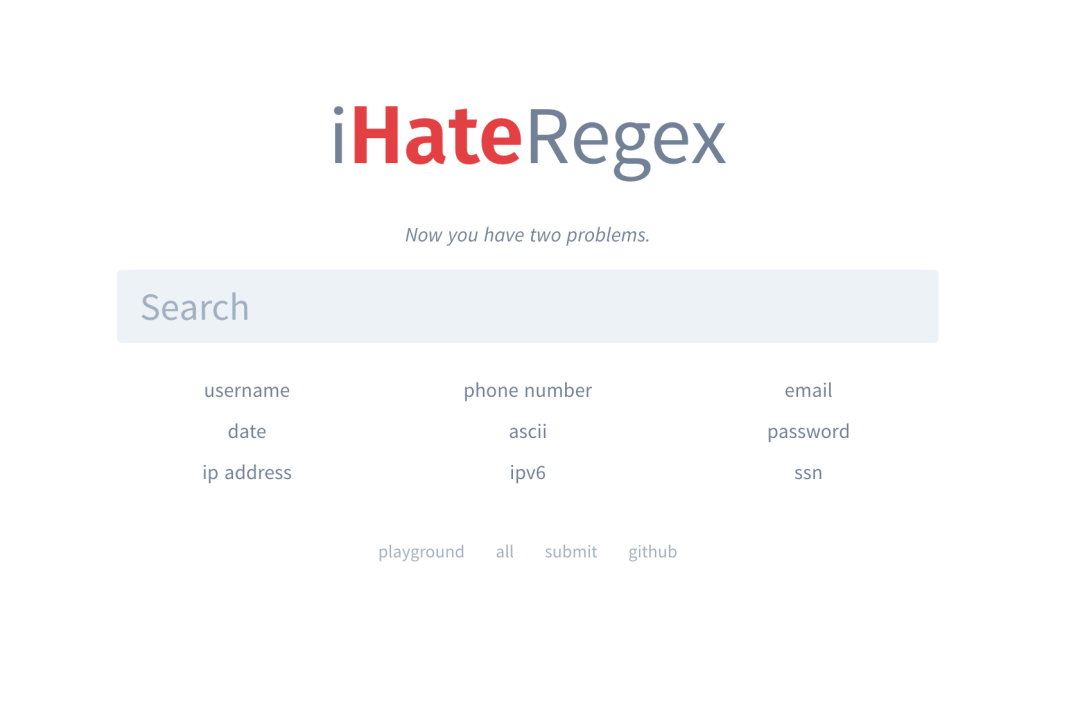 iHateRegex
Now you have two problems.
Search
username phone number email
date ascii password
ip address ipv6 ssn
playground all submit github